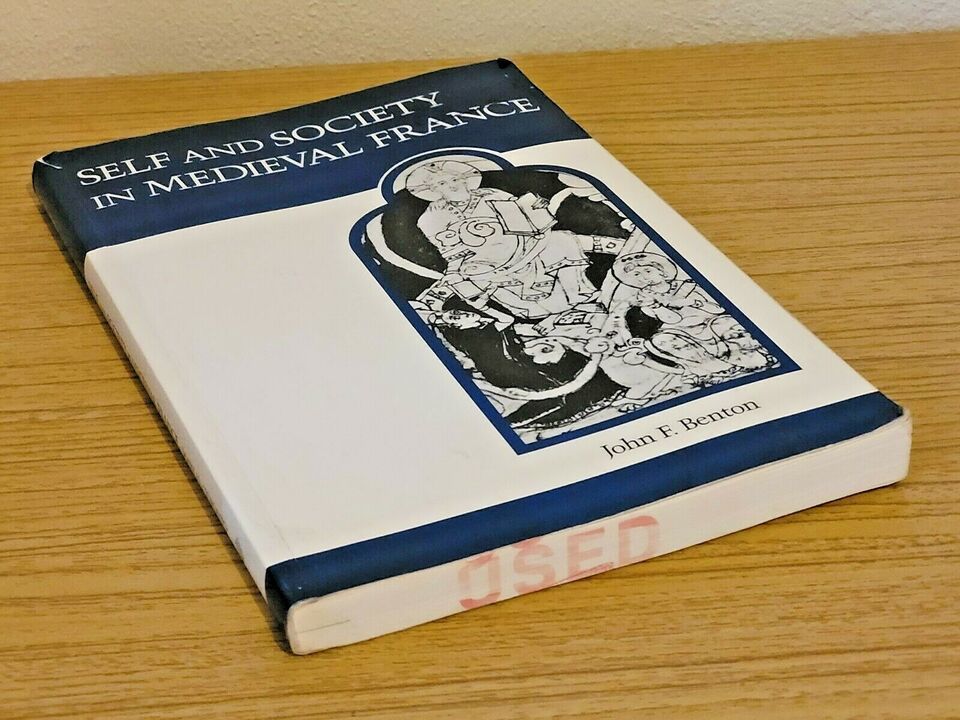 SELF AND SOCIETY
IN MEDIEVAL FRANCE
John F. Benton
USED